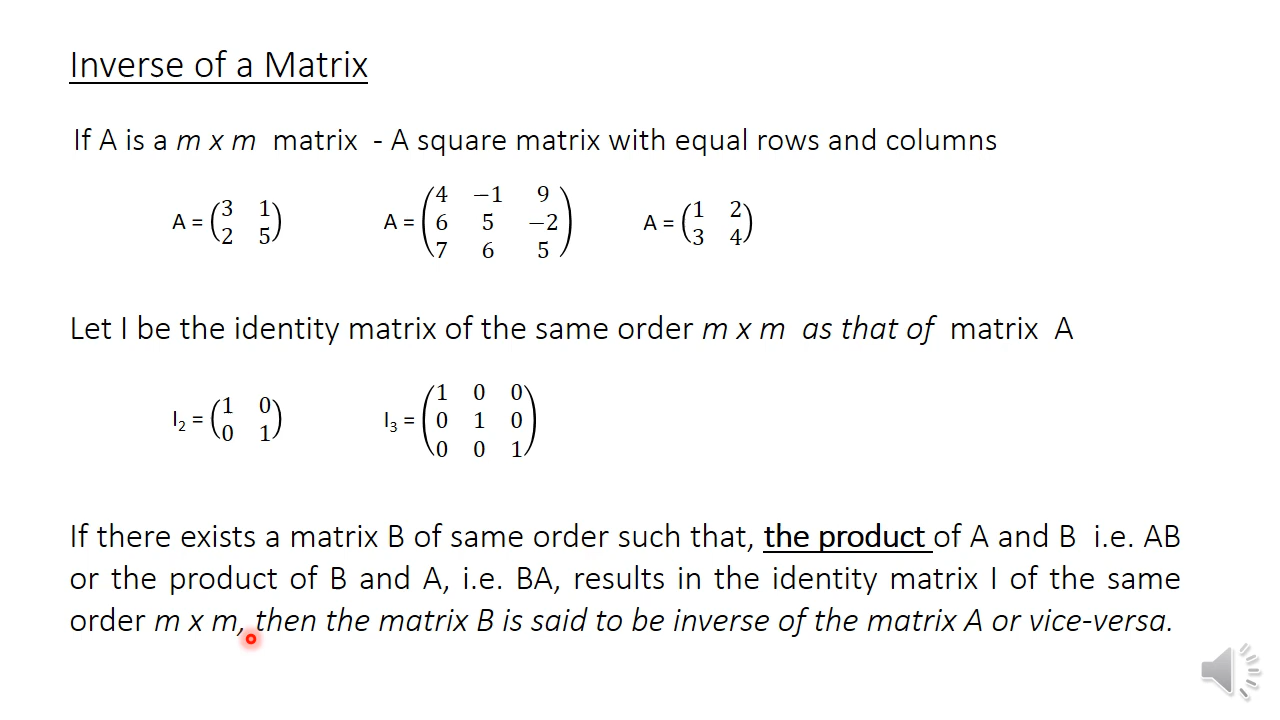 Inverse of a Matrix
If A is a m x m matrix - A square matrix with equal rows and columns
A = (3 1
2 5)
A = (4 −1 9
6 5 −2
7 6 5)
A = (1 2
3 4)
Let I be the identity matrix of the same order m x m as that of matrix A
I₂ = (1 0
0 1)
I₃ = (1 0 0
0 1 0
0 0 1)
If there exists a matrix B of same order such that, the product of A and B i.e. AB
or the product of B and A, i.e. BA, results in the identity matrix I of the same
order m x m, then the matrix B is said to be inverse of the matrix A or vice-versa.